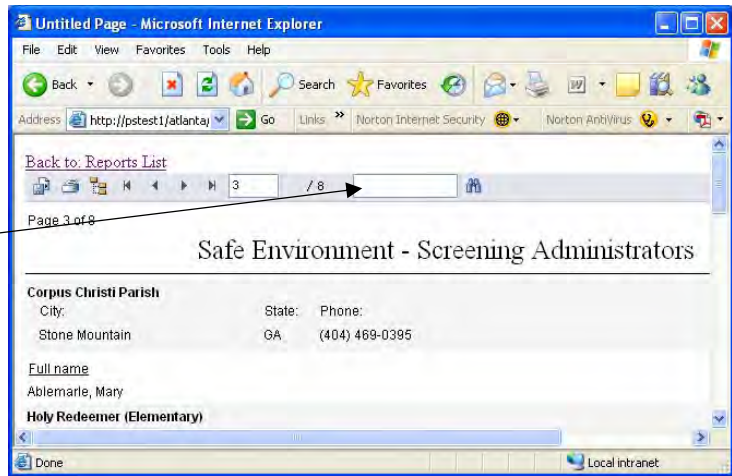 Untitled Page - Microsoft Internet Explorer
File Edit View Favorites Tools Help
Back Search Favorites W
Address http://pstest1/atlanta/ Go Links » Norton Internet Security Norton AntiVirus
Back to: Reports List
3 / 8
Page 3 of 8
Safe Environment - Screening Administrators
Corpus Christi Parish
City: State: Phone:
Stone Mountain GA (404) 469-0395
Full name
Ablemarle, Mary
Holy Redeemer (Elementary)
Done Local intranet